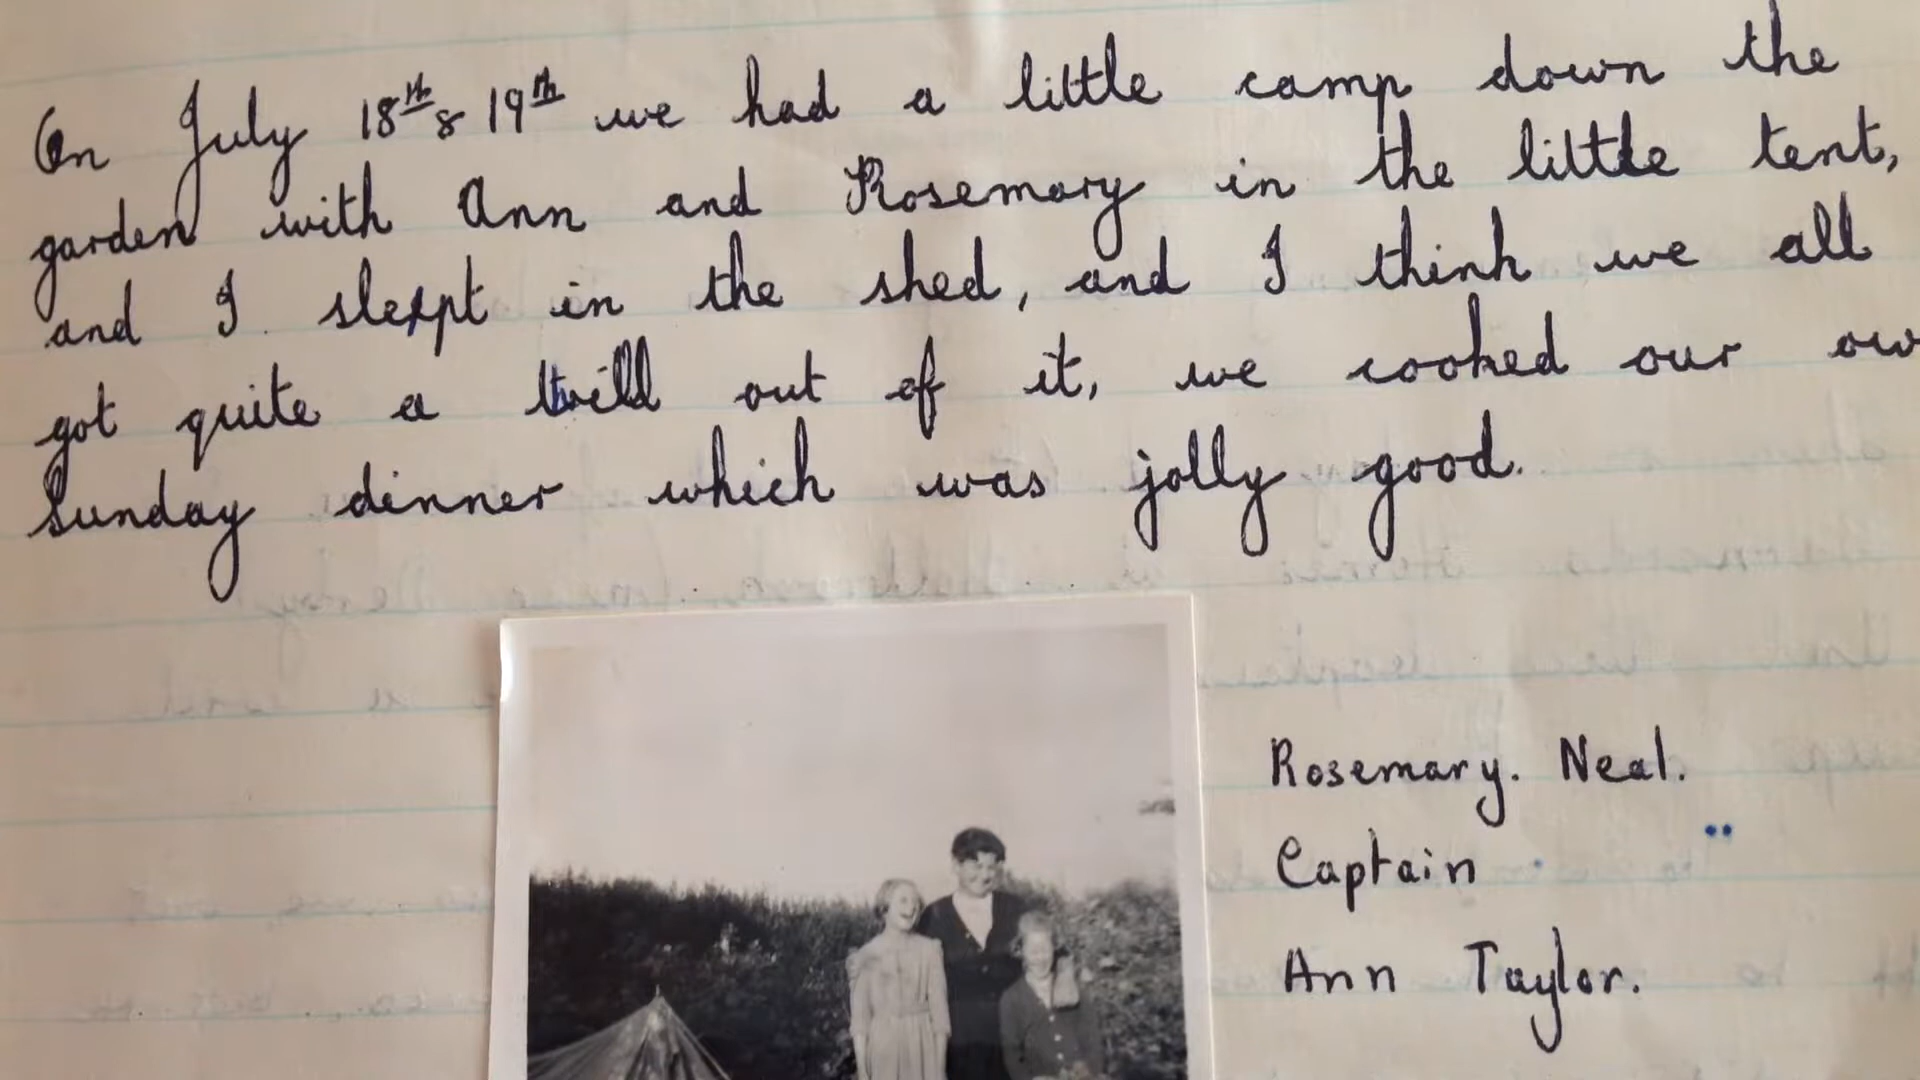 On July 18th & 19th we had a little camp down the
garden with Ann and Rosemary in the little tent,
and I slept in the shed, and I think we all
got quite a out of it, we cooked our ow
Sunday dinner which was jolly good.
Rosemary. Neal.
Captain "
Ann Taylor.